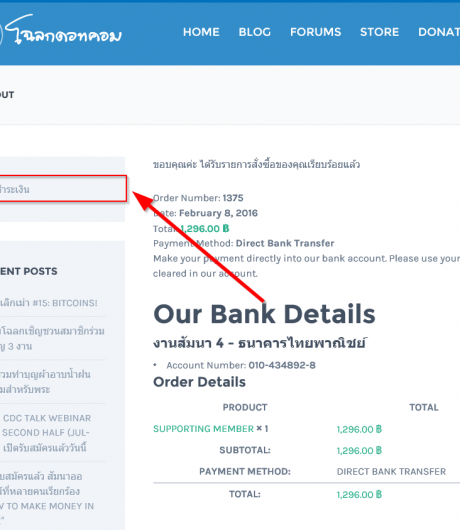 โฉลกดอทคอม
HOME BLOG FORUMS STORE DONAT
OUT
ำระเงิน
ขอบคุณค่ะ ได้รับรายการสั่งซื้อของคุณเรียบร้อยแล้ว
Order Number: 1375
Date: February 8, 2016
Total: 1,296.00 ฿
Payment Method: Direct Bank Transfer
Make your payment directly into our bank account. Please use your
cleared in our account.
ENT POSTS
เล็กเม่า #15: BITCOINS!
โฉลกเชิญชวนสมาชิกร่วม
ญ 3 งาน
วมทำบุญผ้าอาบน้ำฝน
มสำหรับพระ
CDC TALK WEBINAR
SECOND HALF (JUL-
เปิดรับสมัครแล้ววันนี้
บสมัครแล้ว สัมนาออ
ที่หลายคนเรียกร้อง
W TO MAKE MONEY IN
Our Bank Details
งานสัมนา 4 - ธนาคารไทยพาณิชย์
• Account Number: 010-434892-8
Order Details
PRODUCT TOTAL
SUPPORTING MEMBER × 1 1,296.00 ฿
SUBTOTAL: 1,296.00 ฿
PAYMENT METHOD: DIRECT BANK TRANSFER
TOTAL: 1,296.00 ฿